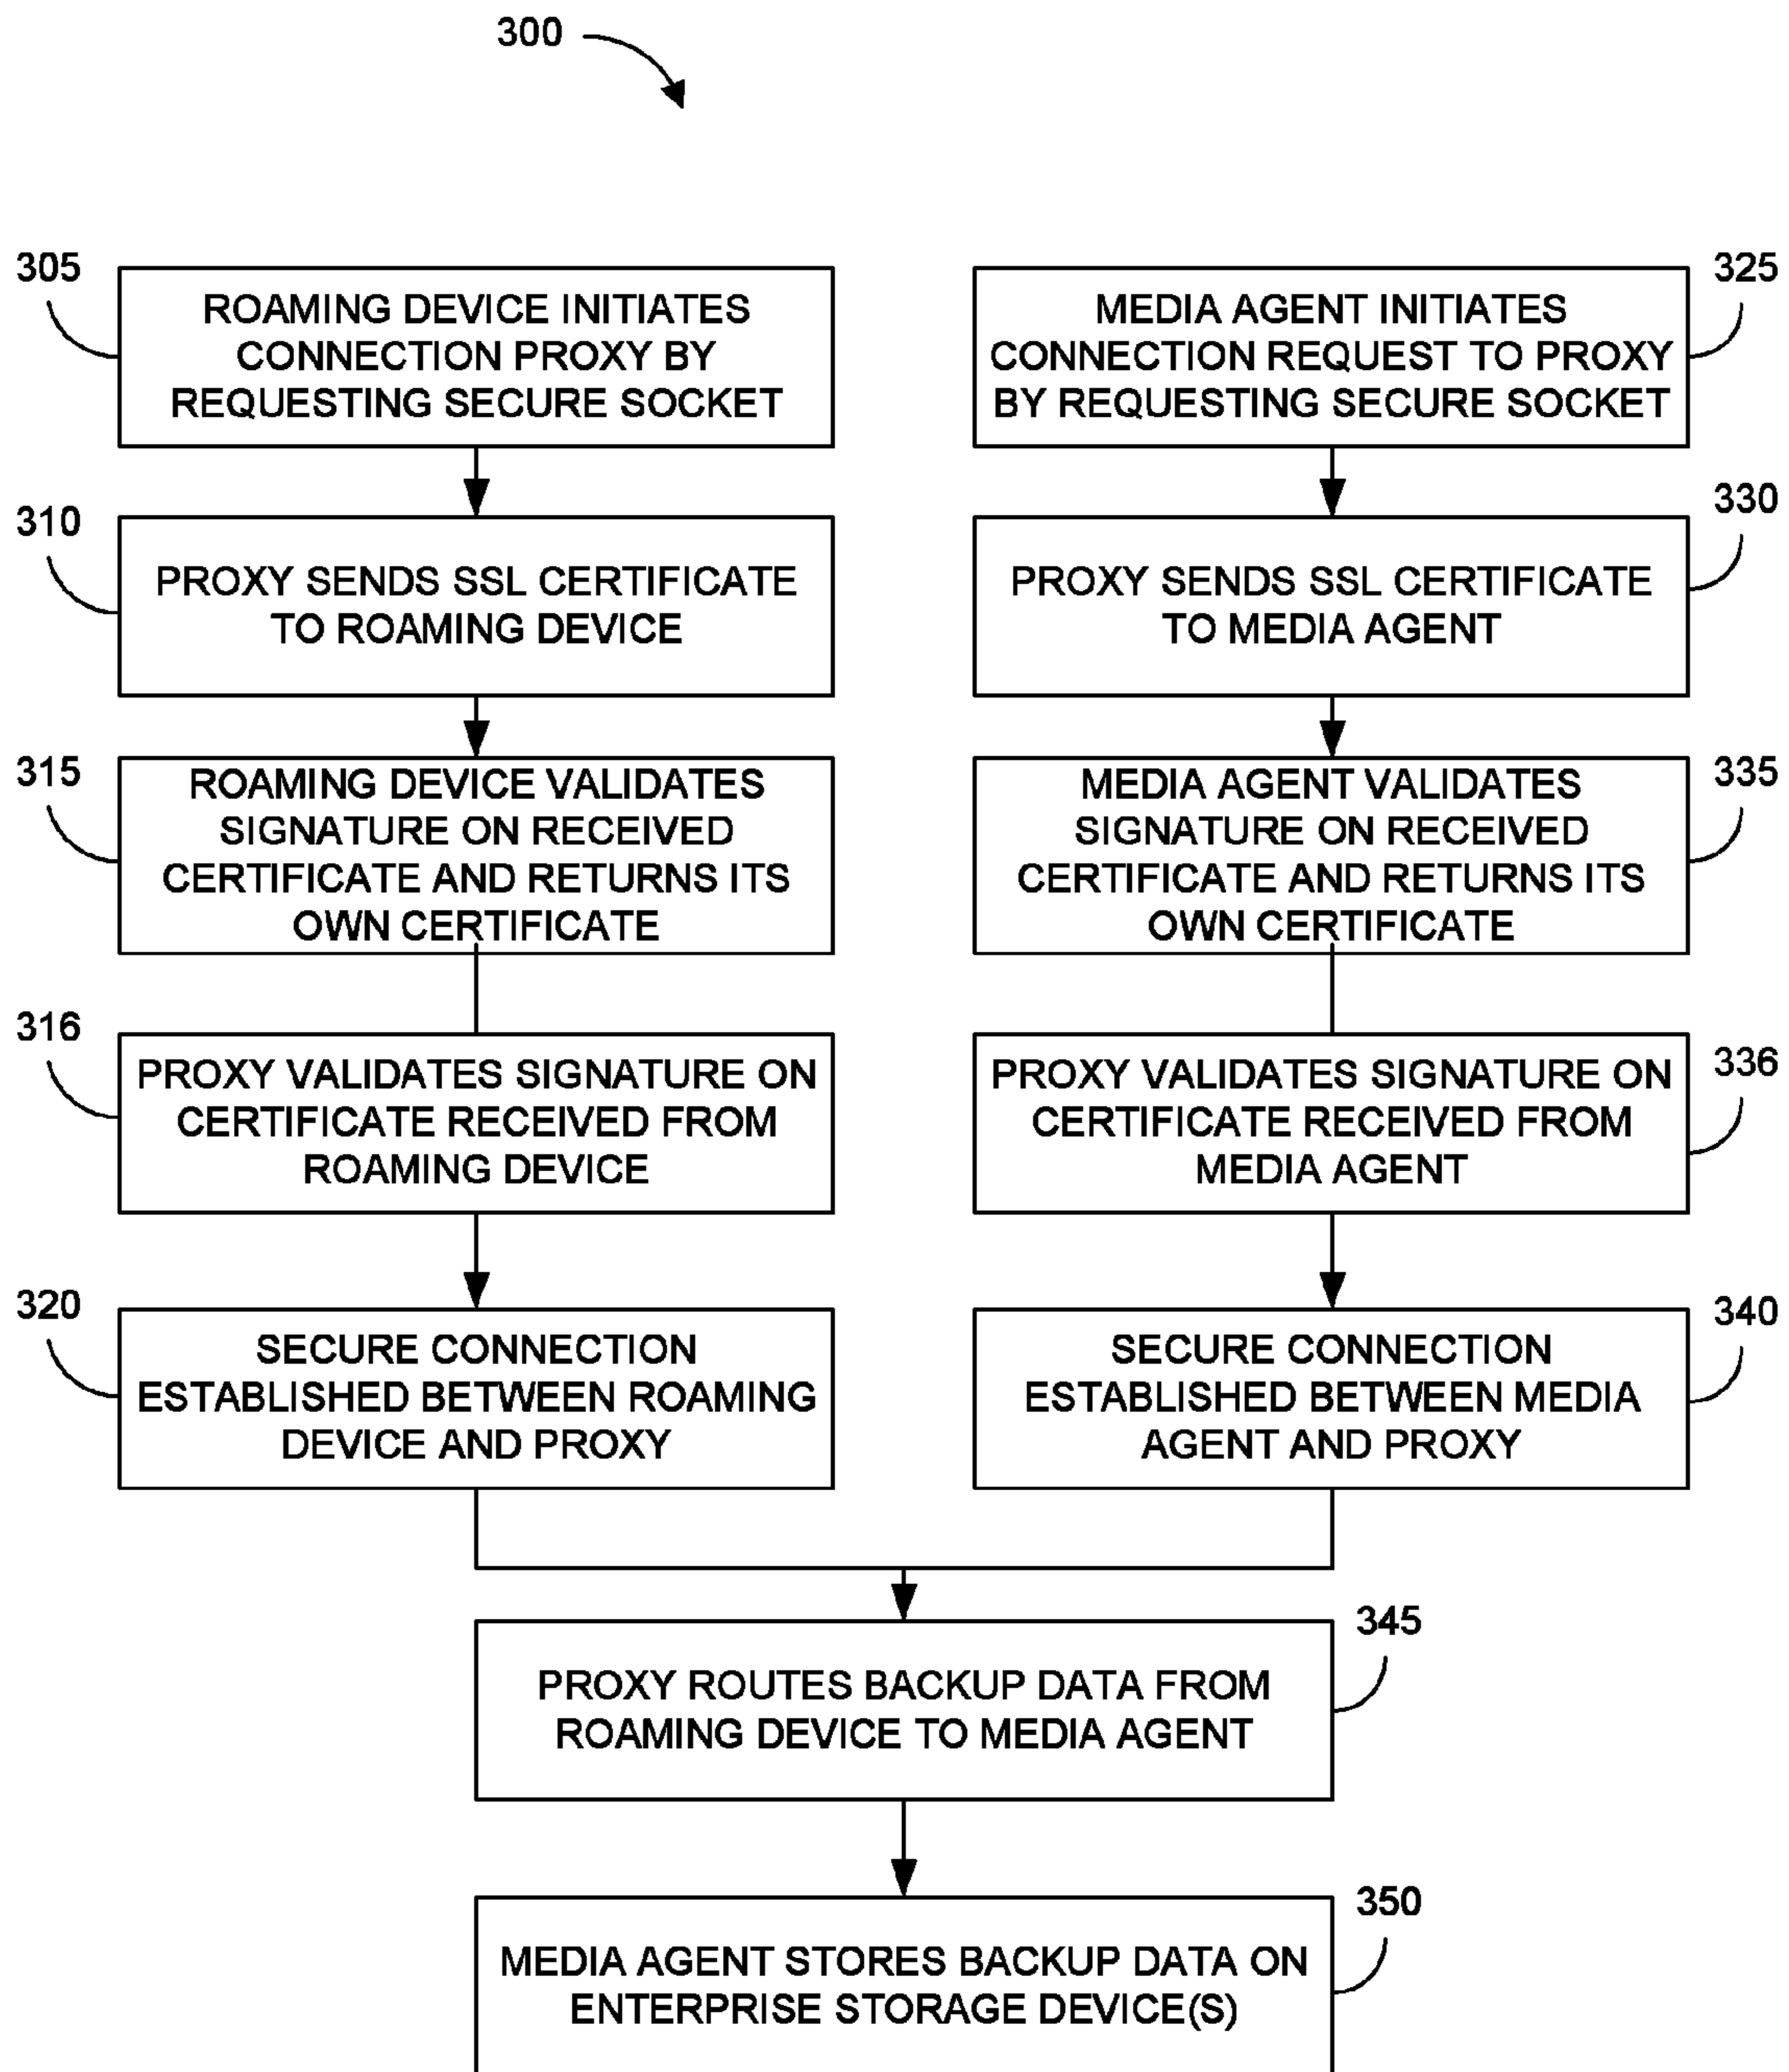 300
305
ROAMING DEVICE INITIATES
CONNECTION PROXY BY
REQUESTING SECURE SOCKET
325
MEDIA AGENT INITIATES
CONNECTION REQUEST TO PROXY
BY REQUESTING SECURE SOCKET
310
PROXY SENDS SSL CERTIFICATE
TO ROAMING DEVICE
330
PROXY SENDS SSL CERTIFICATE
TO MEDIA AGENT
315
ROAMING DEVICE VALIDATES
SIGNATURE ON RECEIVED
CERTIFICATE AND RETURNS ITS
OWN CERTIFICATE
335
MEDIA AGENT VALIDATES
SIGNATURE ON RECEIVED
CERTIFICATE AND RETURNS ITS
OWN CERTIFICATE
316
PROXY VALIDATES SIGNATURE ON
CERTIFICATE RECEIVED FROM
ROAMING DEVICE
336
PROXY VALIDATES SIGNATURE ON
CERTIFICATE RECEIVED FROM
MEDIA AGENT
320
SECURE CONNECTION
ESTABLISHED BETWEEN ROAMING
DEVICE AND PROXY
340
SECURE CONNECTION
ESTABLISHED BETWEEN MEDIA
AGENT AND PROXY
345
PROXY ROUTES BACKUP DATA FROM
ROAMING DEVICE TO MEDIA AGENT
350
MEDIA AGENT STORES BACKUP DATA ON
ENTERPRISE STORAGE DEVICE(S)